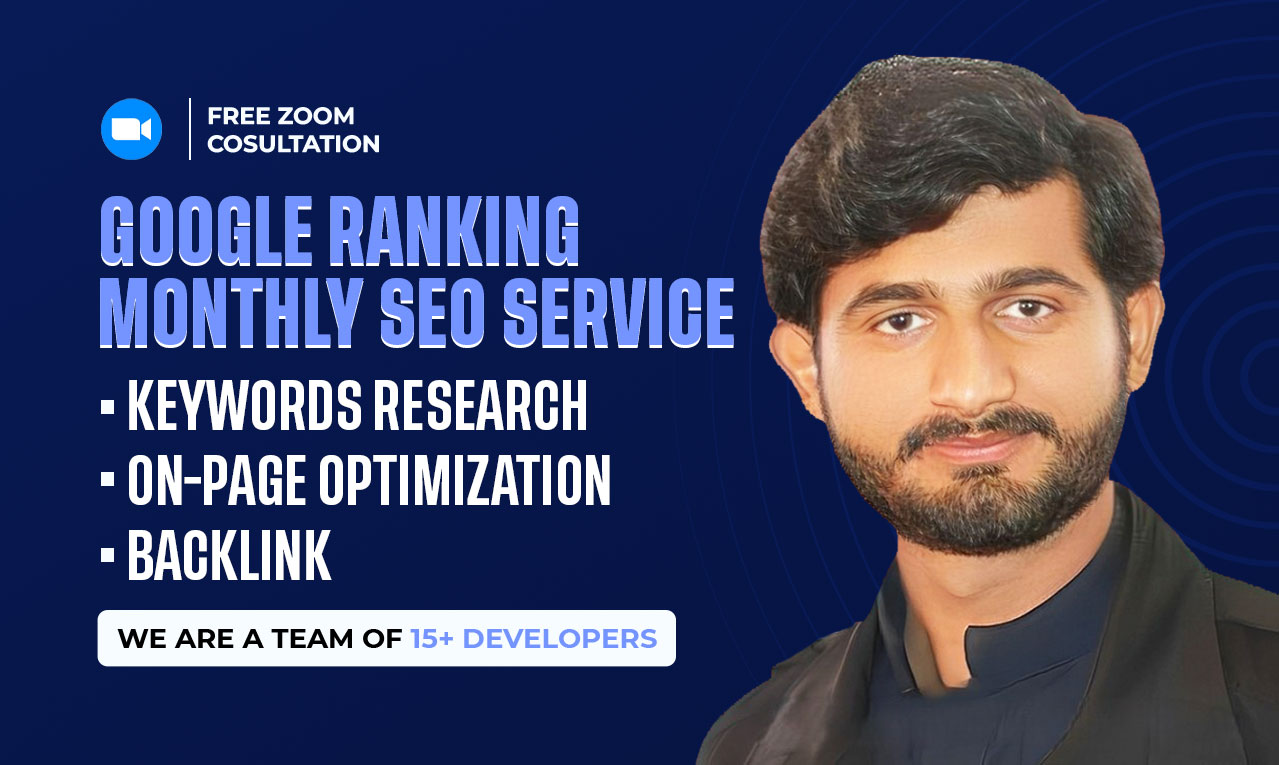 FREE ZOOM
COSULTATION
GOOGLE RANKING
MONTHLY SEO SERVICE
▪ KEYWORDS RESEARCH
▪ ON-PAGE OPTIMIZATION
▪ BACKLINK
WE ARE A TEAM OF 15+ DEVELOPERS